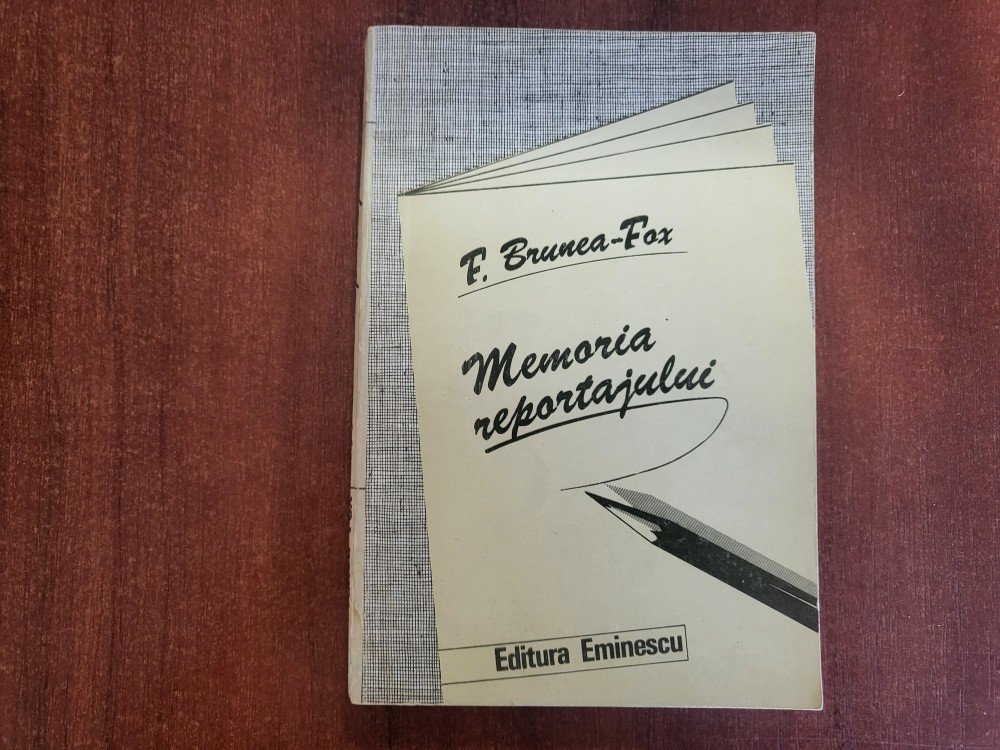 F. Brunea-Fox
Memoria
reportajului
Editura Eminescu